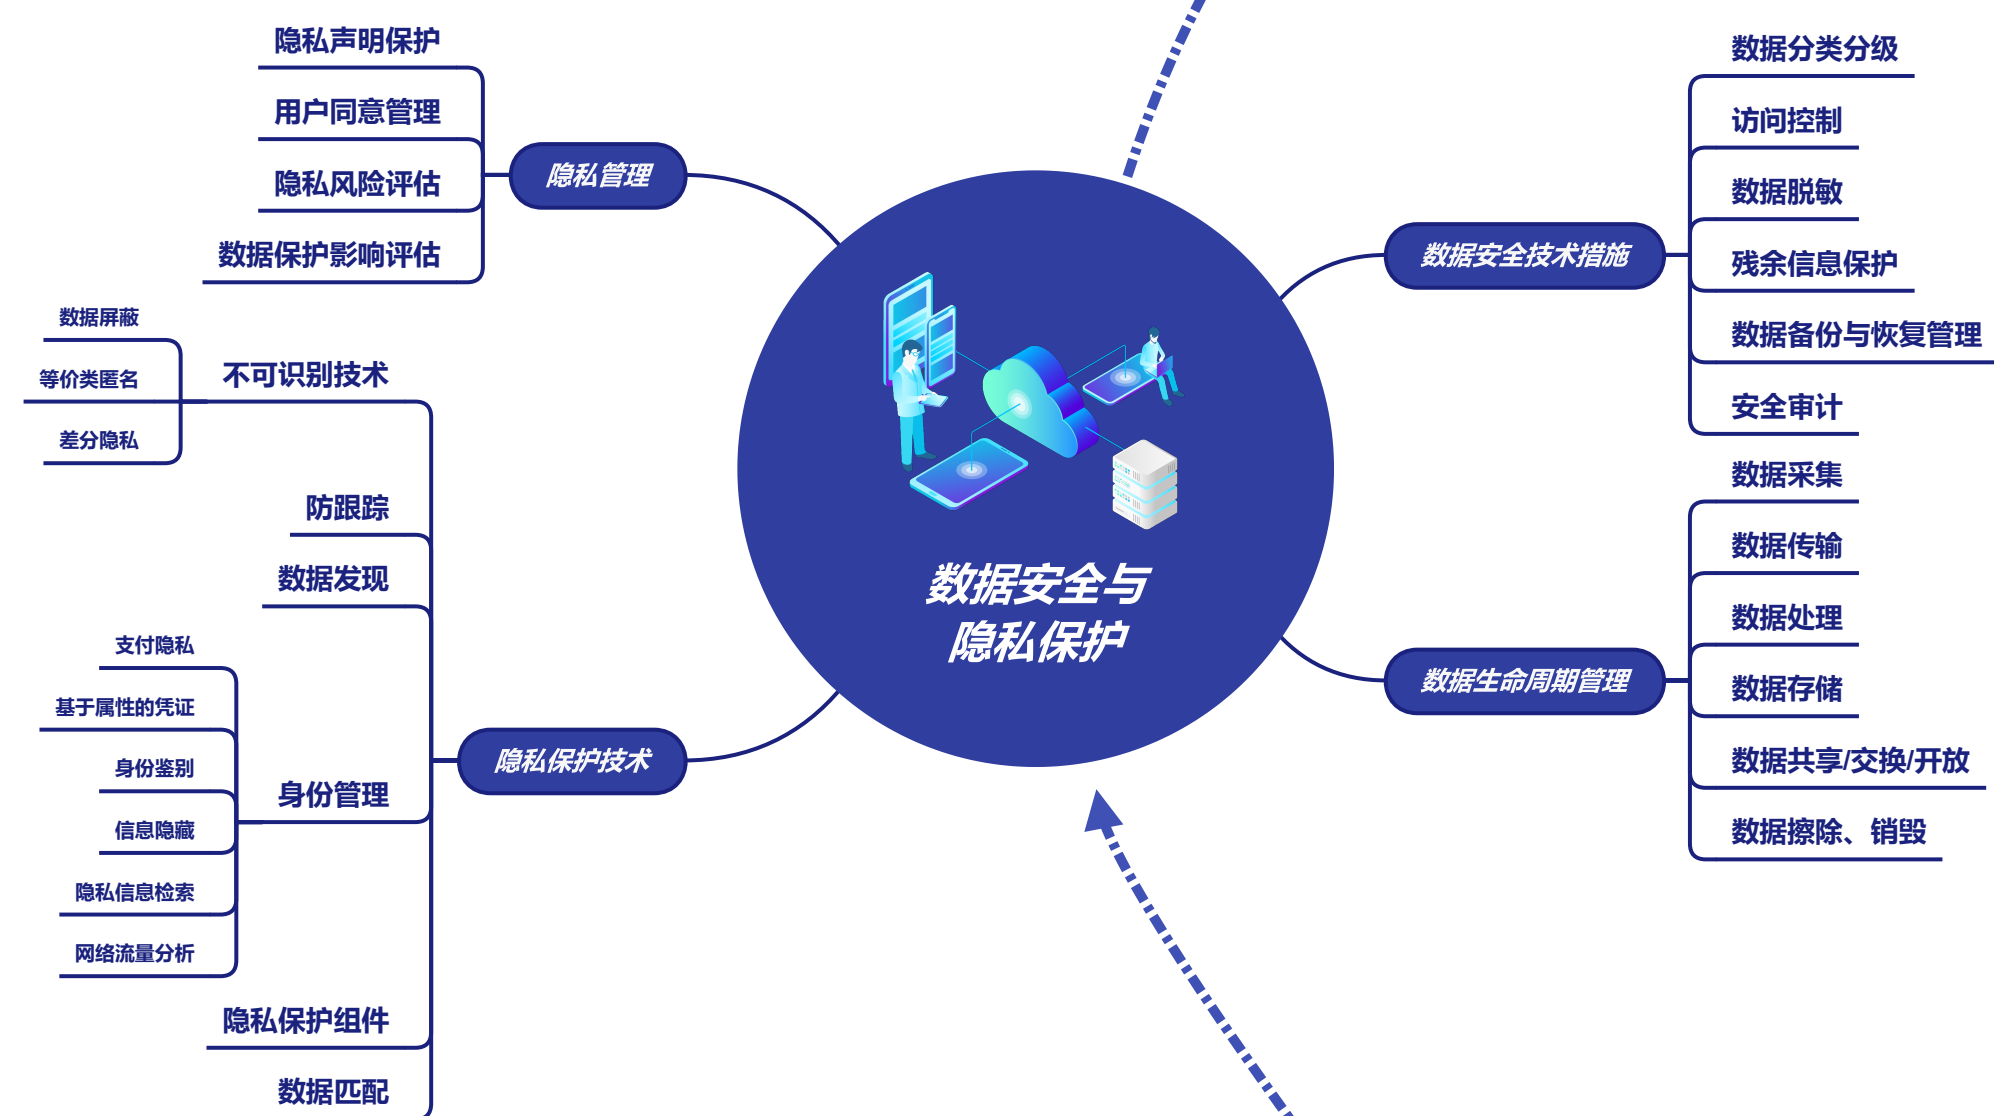 隐私声明保护
用户同意管理
隐私风险评估
数据保护影响评估
隐私管理
数据屏蔽
等价类匿名
差分隐私
不可识别技术
防跟踪
数据发现
支付隐私
基于属性的凭证
身份鉴别
信息隐藏
隐私信息检索
网络流量分析
身份管理
隐私保护组件
数据匹配
隐私保护技术
数据安全与
隐私保护
数据安全技术措施
数据分类分级
访问控制
数据脱敏
残余信息保护
数据备份与恢复管理
安全审计
数据生命周期管理
数据采集
数据传输
数据处理
数据存储
数据共享/交换/开放
数据擦除、销毁